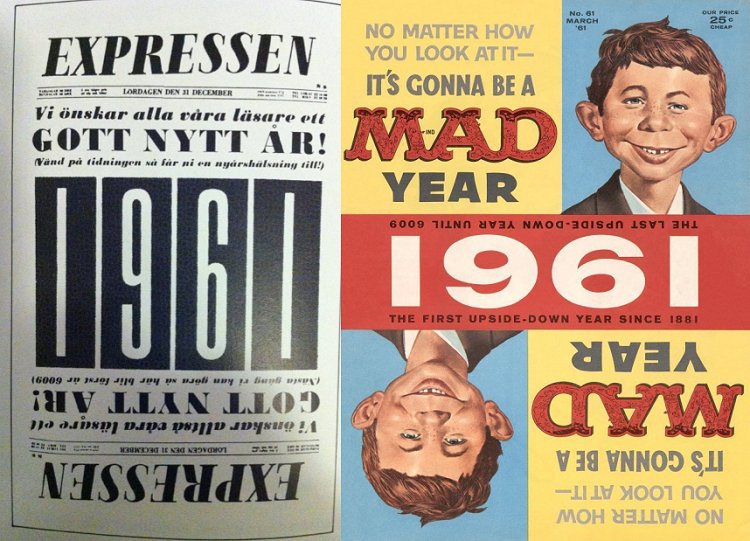 EXPRESSEN
LÖRDAGEN DEN 31 DECEMBER
Vi önskar alla våra läsare ett
GOTT NYTT ÅR!
(Vänd på tidningen så får ni en nyårshälsning till!)
1961
(Nästa gång vi kan göra så här blir först år 6009)
GOTT NYTT ÅR!
Vi önskar alltså våra läsare ett
LÖRDAGEN DEN 31 DECEMBER
EXPRESSEN
No. 61
MARCH
'61
OUR PRICE
25¢
CHEAP
NO MATTER HOW
YOU LOOK AT IT—
IT'S GONNA BE A
MAD
IND
YEAR
THE LAST UPSIDE-DOWN YEAR UNTIL 6009
1961
THE FIRST UPSIDE-DOWN YEAR SINCE 1881
YEAR
MAD
IT'S GONNA BE A
YOU LOOK AT IT—
NO MATTER HOW